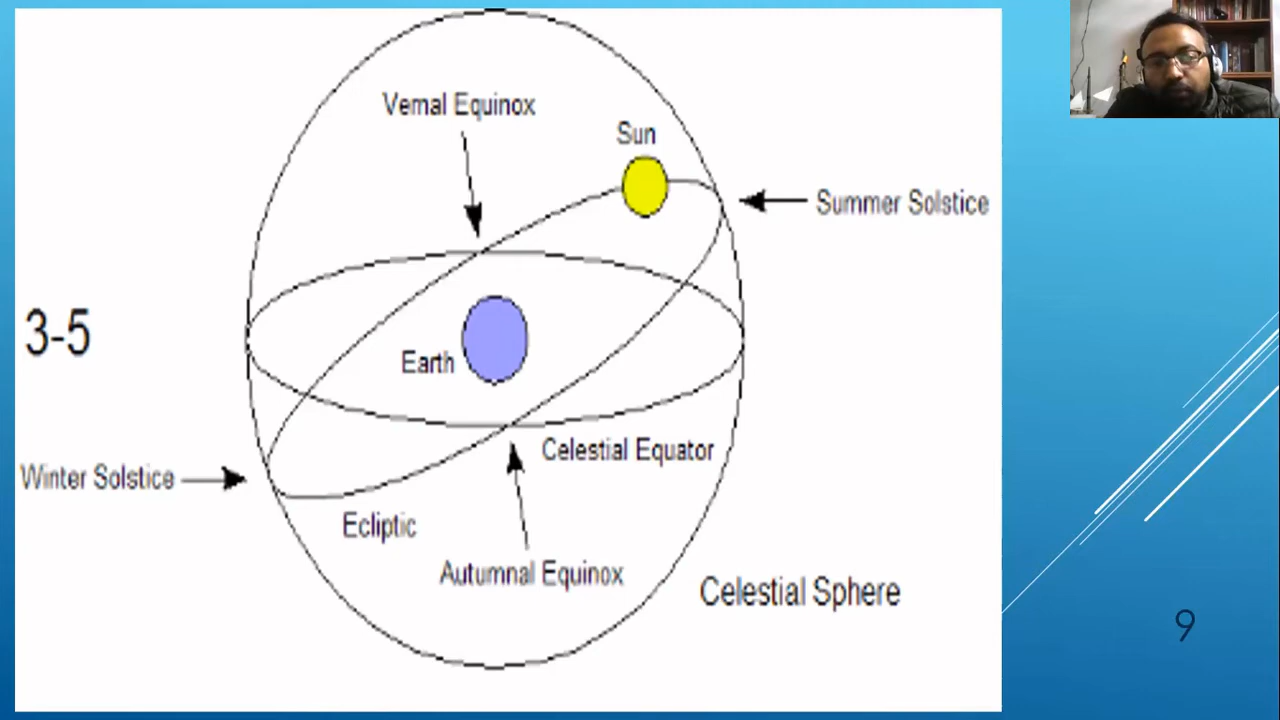 Vernal Equinox
Sun
Summer Solstice
3-5
Earth
Celestial Equator
Winter Solstice
Ecliptic
Autumnal Equinox
Celestial Sphere
9